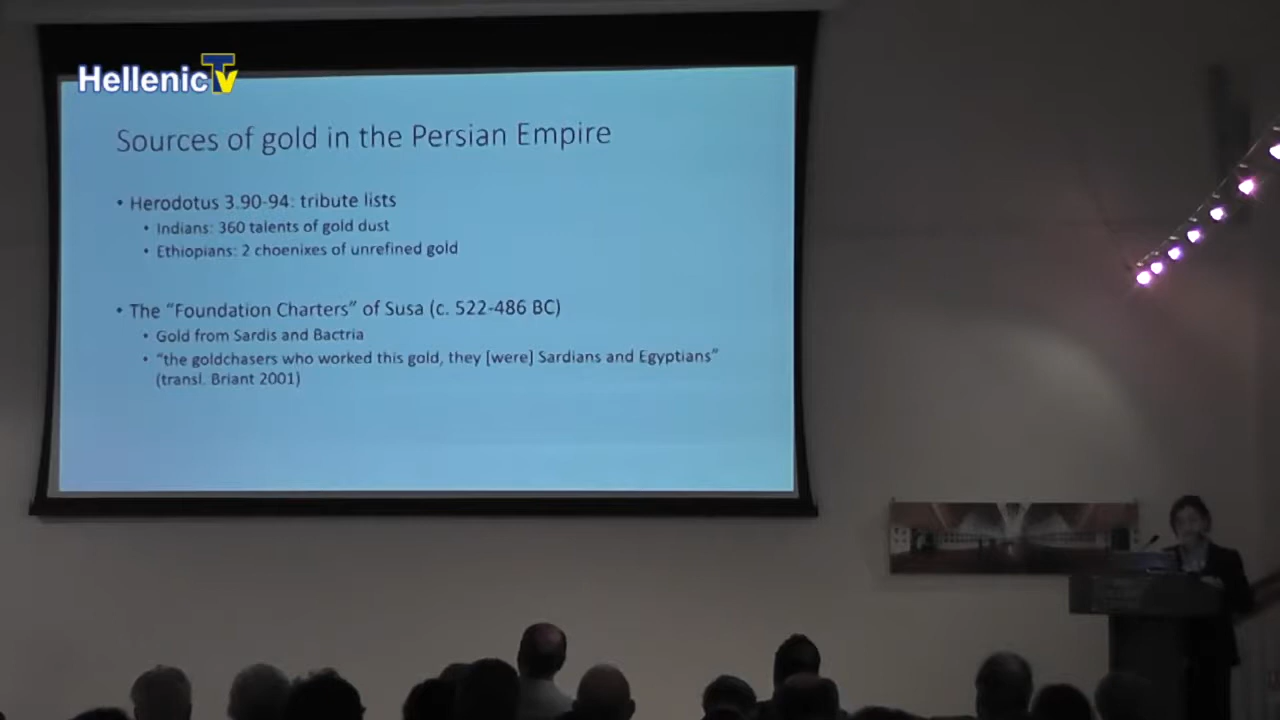 Hellenic Tv
Sources of gold in the Persian Empire
• Herodotus 3.90-94: tribute lists
• Indians: 360 talents of gold dust
• Ethiopians: 2 choenixes of unrefined gold
• The “Foundation Charters” of Susa (c. 522-486 BC)
• Gold from Sardis and Bactria
• “the goldchasers who worked this gold, they [were] Sardians and Egyptians”
(transl. Briant 2001)